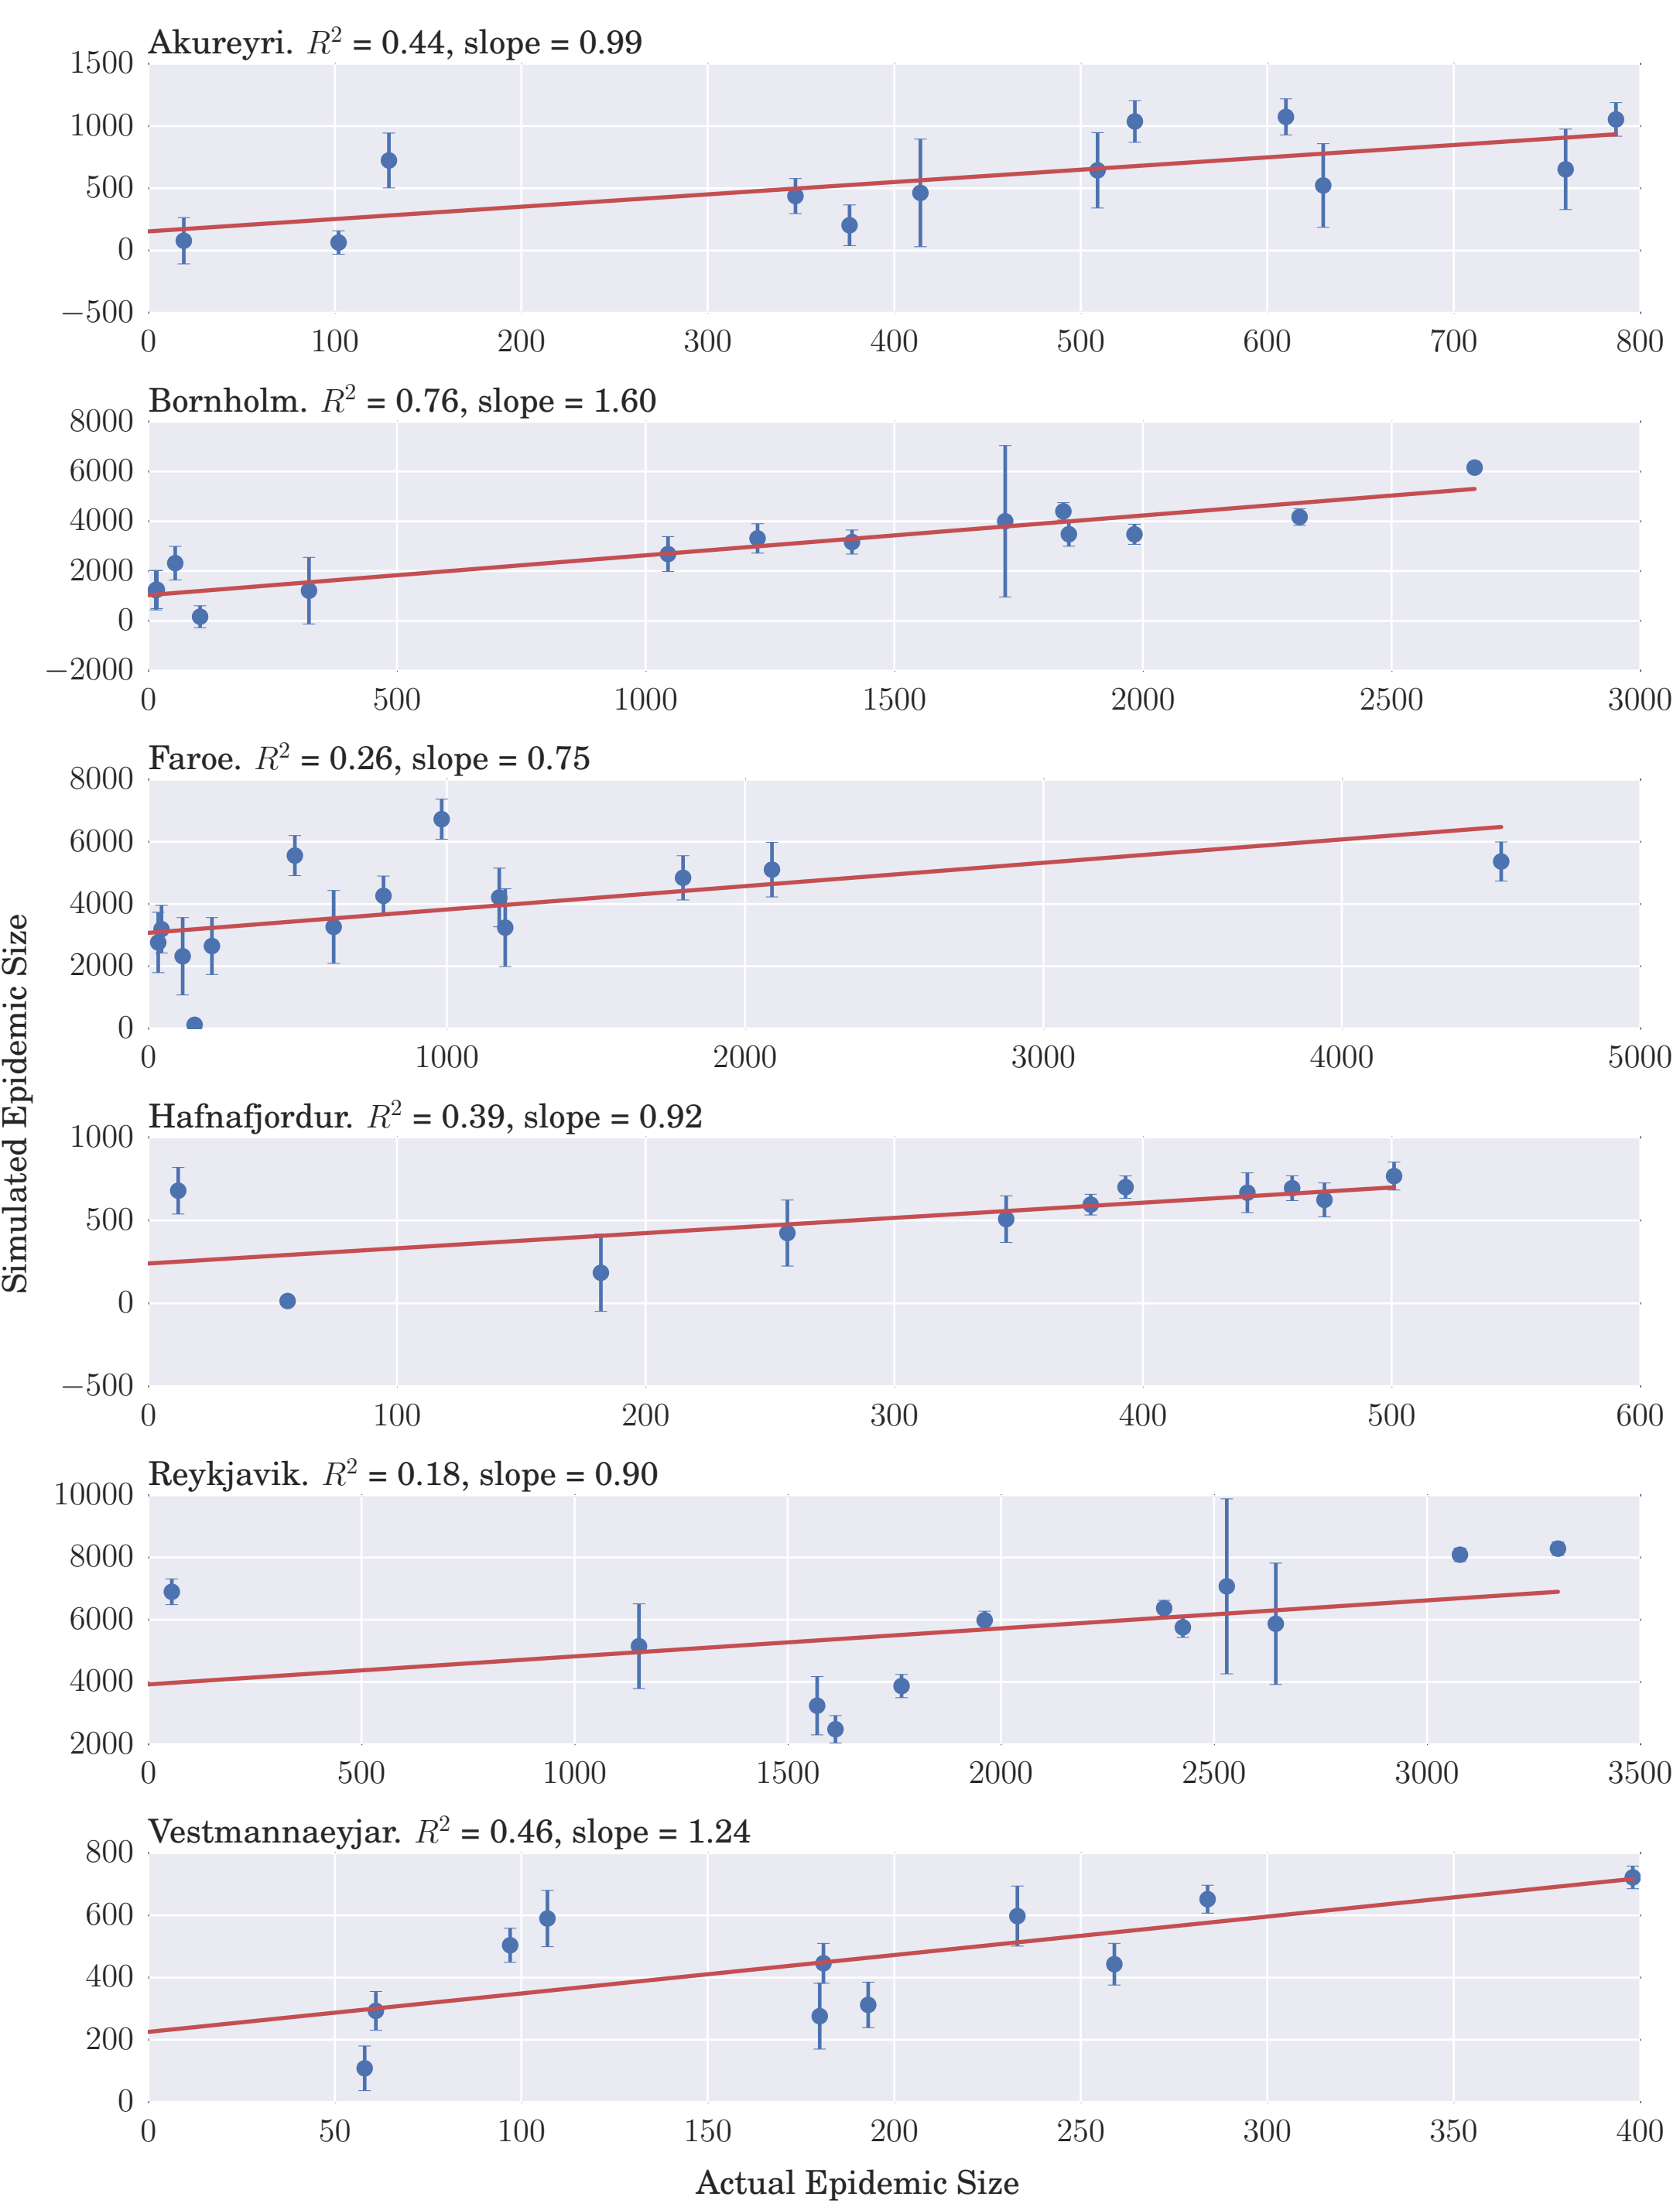 Akureyri. R² = 0.44, slope = 0.99
1500
1000
500
0
−500
0 100 200 300 400 500 600 700 800
Bornholm. R² = 0.76, slope = 1.60
8000
6000
4000
2000
0
−2000
0 500 1000 1500 2000 2500 3000
Faroe. R² = 0.26, slope = 0.75
8000
6000
4000
2000
0
0 1000 2000 3000 4000 5000
Simulated Epidemic Size
Hafnafjordur. R² = 0.39, slope = 0.92
1000
500
0
−500
0 100 200 300 400 500 600
Reykjavik. R² = 0.18, slope = 0.90
10000
8000
6000
4000
2000
0 500 1000 1500 2000 2500 3000 3500
Vestmannaeyjar. R² = 0.46, slope = 1.24
800
600
400
200
0
0 50 100 150 200 250 300 350 400
Actual Epidemic Size